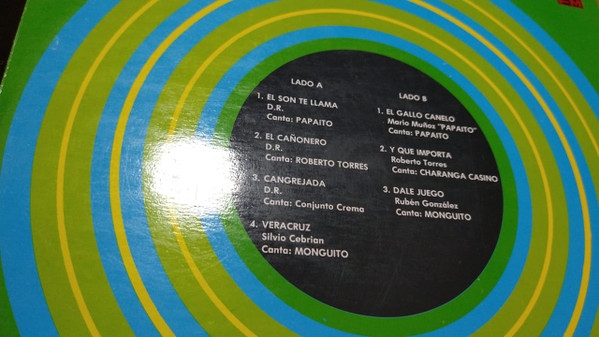 LADO A
1. EL SON TE LLAMA
D.R.
Canta: PAPAITO
2. EL CAÑONERO
D.R.
Canta: ROBERTO TORRES
3. CANGREJADA
D.R.
Canta: Conjunto Crema
4. VERACRUZ
Silvio Cebrian
Canta: MONGUITO
LADO B
1. EL GALLO CANELO
Mario Muños "PAPAITO"
Canta: PAPAITO
2. Y QUE IMPORTA
Roberto Torres
Canta: CHARANGA CASINO
3. DALE JUEGO
Rubén González
Canta: MONGUITO